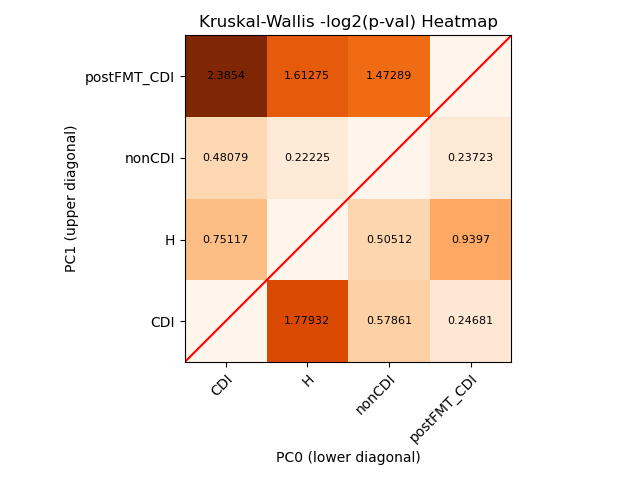 Kruskal-Wallis -log2(p-val) Heatmap
PC1 (upper diagonal)
postFMT_CDI
2.3854 1.61275 1.47289
nonCDI
0.48079 0.22225 0.23723
H
0.75117 0.50512 0.9397
CDI
1.77932 0.57861 0.24681
CDI H nonCDI postFMT_CDI
PC0 (lower diagonal)